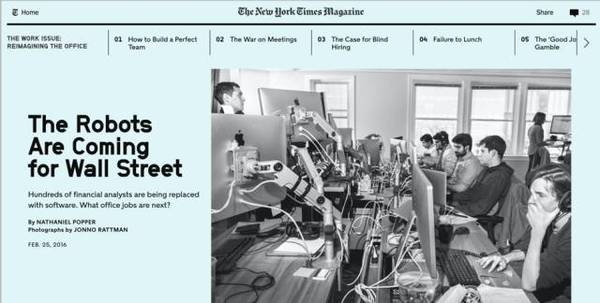 Home
The New York Times Magazine
Share
28
THE WORK ISSUE:
REIMAGINING THE OFFICE
01 How to Build a Perfect
Team
02 The War on Meetings
03 The Case for Blind
Hiring
04 Failure to Lunch
05 The 'Good Jo
Gamble
The Robots
Are Coming
for Wall Street
Hundreds of financial analysts are being replaced
with software. What office jobs are next?
By NATHANIEL POPPER
Photographs by JONNO RATTMAN
FEB. 25, 2016